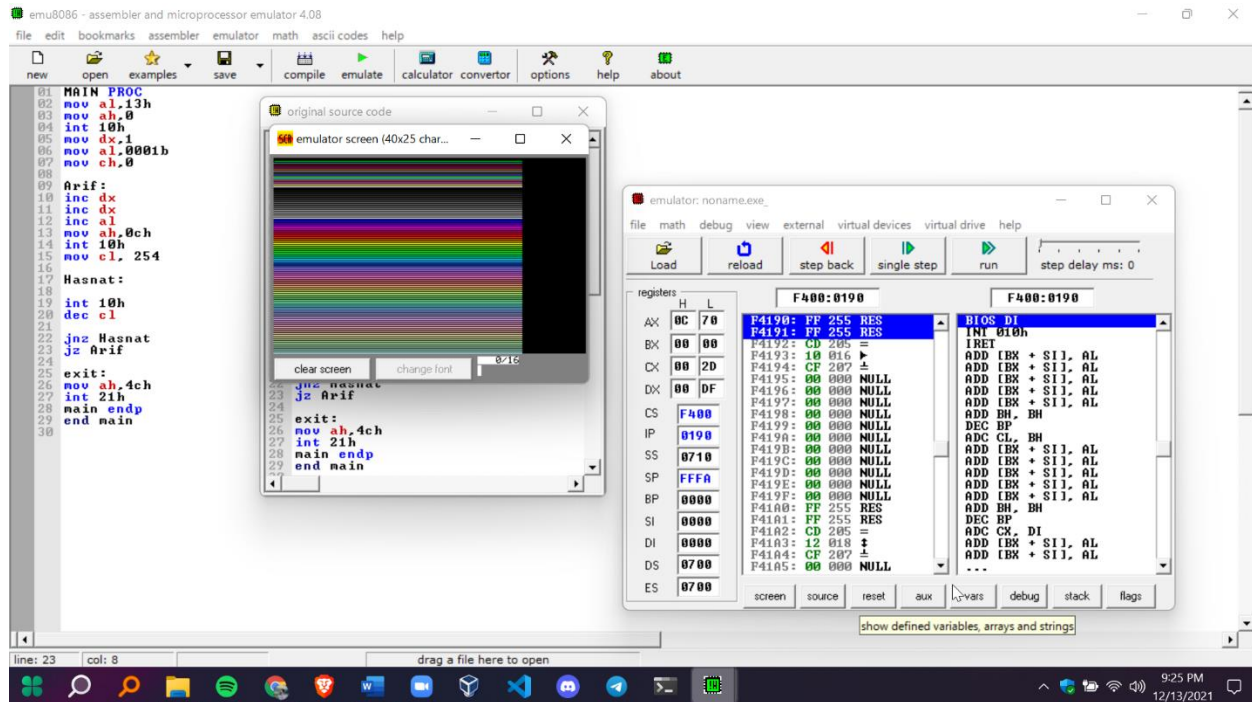 emu8086 - assembler and microprocessor emulator 4.08
file edit bookmarks assembler emulator math ascii codes help
new open examples save compile emulate calculator convertor options help about
01 MAIN PROC
02 mov al,13h
03 mov ah,0
04 int 10h
05 mov dx,1
06 mov al,0001b
07 mov ch,0
08
09 Arif:
10 inc dx
11 inc dx
12 inc al
13 mov ah,0ch
14 int 10h
15 mov cl, 254
16
17 Hasnat:
18
19 int 10h
20 dec cl
21
22 jnz Hasnat
23 jz Arif
24
25 exit:
26 mov ah,4ch
27 int 21h
28 main endp
29 end main
30
original source code
emulator screen (40x25 char...
clear screen change font 0/16
23 jz Arif
24
25 exit:
26 mov ah,4ch
27 int 21h
28 main endp
29 end main
emulator: noname.exe_
file math debug view external virtual devices virtual drive help
Load reload step back single step run step delay ms: 0
registers F400:0190 F400:0190
H L
AX 0C 70
BX 00 00
CX 00 2D
DX 00 DF
CS F400
IP 0190
SS 0710
SP FFFA
BP 0000
SI 0000
DI 0000
DS 0700
ES 0700
F4190: FF 255 RES
F4191: FF 255 RES
F4192: CD 205 =
F4193: 10 016 ►
F4194: CF 207 ╧
F4195: 00 000 NULL
F4196: 00 000 NULL
F4197: 00 000 NULL
F4198: 00 000 NULL
F4199: 00 000 NULL
F419A: 00 000 NULL
F419B: 00 000 NULL
F419C: 00 000 NULL
F419D: 00 000 NULL
F419E: 00 000 NULL
F419F: 00 000 NULL
F41A0: FF 255 RES
F41A1: FF 255 RES
F41A2: CD 205 =
F41A3: 12 018 ↕
F41A4: CF 207 ╧
F41A5: 00 000 NULL
BIOS DI
INT 010h
IRET
ADD [BX + SI], AL
ADD [BX + SI], AL
ADD [BX + SI], AL
ADD [BX + SI], AL
ADD [BX + SI], AL
ADD BH, BH
DEC BP
ADC CL, BH
ADD [BX + SI], AL
ADD [BX + SI], AL
ADD [BX + SI], AL
ADD [BX + SI], AL
ADD [BX + SI], AL
ADD BH, BH
DEC BP
ADC CX, DI
ADD [BX + SI], AL
ADD [BX + SI], AL
...
screen source reset aux vars debug stack flags
show defined variables, arrays and strings
line: 23 col: 8 drag a file here to open
9:25 PM
12/13/2021